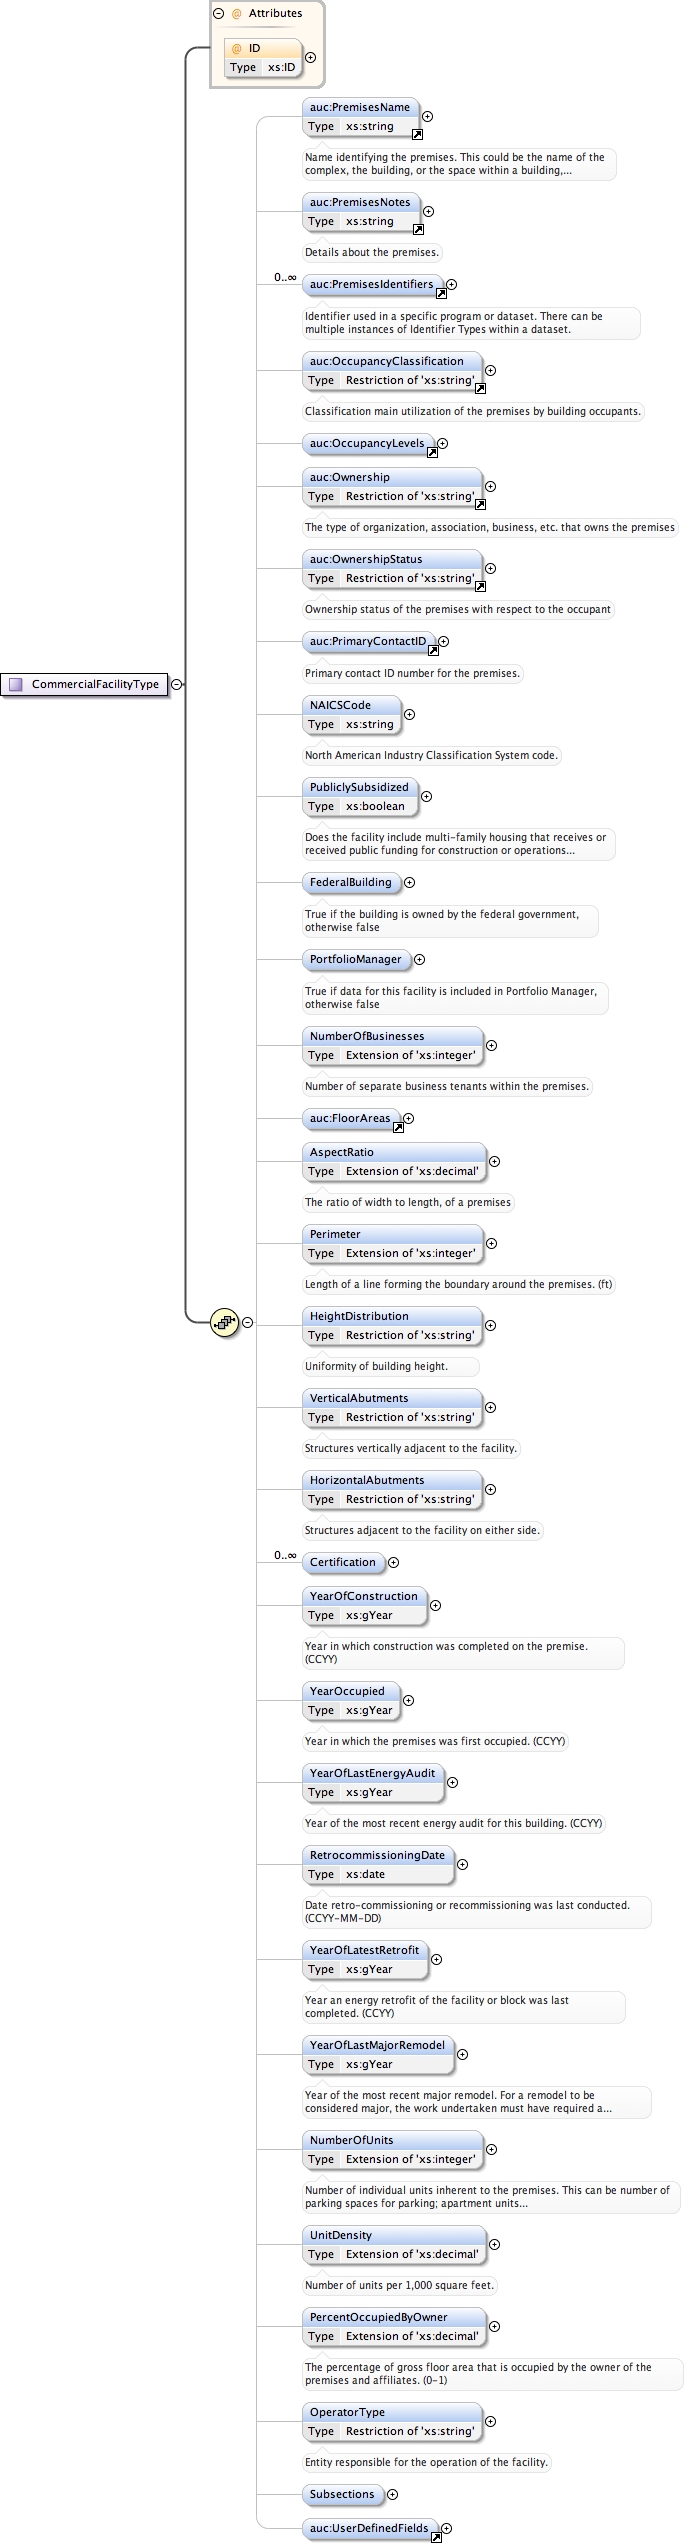 @ Attributes
@ ID
Type xs:ID
auc:PremisesName
Type xs:string
Name identifying the premises. This could be the name of the
complex, the building, or the space within a building,...
auc:PremisesNotes
Type xs:string
Details about the premises.
0..∞
auc:PremisesIdentifiers
Identifier used in a specific program or dataset. There can be
multiple instances of Identifier Types within a dataset.
auc:OccupancyClassification
Type Restriction of 'xs:string'
Classification main utilization of the premises by building occupants.
auc:OccupancyLevels
auc:Ownership
Type Restriction of 'xs:string'
The type of organization, association, business, etc. that owns the premises
auc:OwnershipStatus
Type Restriction of 'xs:string'
Ownership status of the premises with respect to the occupant
auc:PrimaryContactID
Primary contact ID number for the premises.
CommercialFacilityType
NAICSCode
Type xs:string
North American Industry Classification System code.
PubliclySubsidized
Type xs:boolean
Does the facility include multi-family housing that receives or
received public funding for construction or operations...
FederalBuilding
True if the building is owned by the federal government,
otherwise false
PortfolioManager
True if data for this facility is included in Portfolio Manager,
otherwise false
NumberOfBusinesses
Type Extension of 'xs:integer'
Number of separate business tenants within the premises.
auc:FloorAreas
AspectRatio
Type Extension of 'xs:decimal'
The ratio of width to length, of a premises
Perimeter
Type Extension of 'xs:integer'
Length of a line forming the boundary around the premises. (ft)
HeightDistribution
Type Restriction of 'xs:string'
Uniformity of building height.
VerticalAbutments
Type Restriction of 'xs:string'
Structures vertically adjacent to the facility.
HorizontalAbutments
Type Restriction of 'xs:string'
Structures adjacent to the facility on either side.
0..∞
Certification
YearOfConstruction
Type xs:gYear
Year in which construction was completed on the premise.
(CCYY)
YearOccupied
Type xs:gYear
Year in which the premises was first occupied. (CCYY)
YearOfLastEnergyAudit
Type xs:gYear
Year of the most recent energy audit for this building. (CCYY)
RetrocommissioningDate
Type xs:date
Date retro-commissioning or recommissioning was last conducted.
(CCYY-MM-DD)
YearOfLatestRetrofit
Type xs:gYear
Year an energy retrofit of the facility or block was last
completed. (CCYY)
YearOfLastMajorRemodel
Type xs:gYear
Year of the most recent major remodel. For a remodel to be
considered major, the work undertaken must have required a...
NumberOfUnits
Type Extension of 'xs:integer'
Number of individual units inherent to the premises. This can be number of
parking spaces for parking; apartment units...
UnitDensity
Type Extension of 'xs:decimal'
Number of units per 1,000 square feet.
PercentOccupiedByOwner
Type Extension of 'xs:decimal'
The percentage of gross floor area that is occupied by the owner of the
premises and affiliates. (0-1)
OperatorType
Type Restriction of 'xs:string'
Entity responsible for the operation of the facility.
Subsections
auc:UserDefinedFields